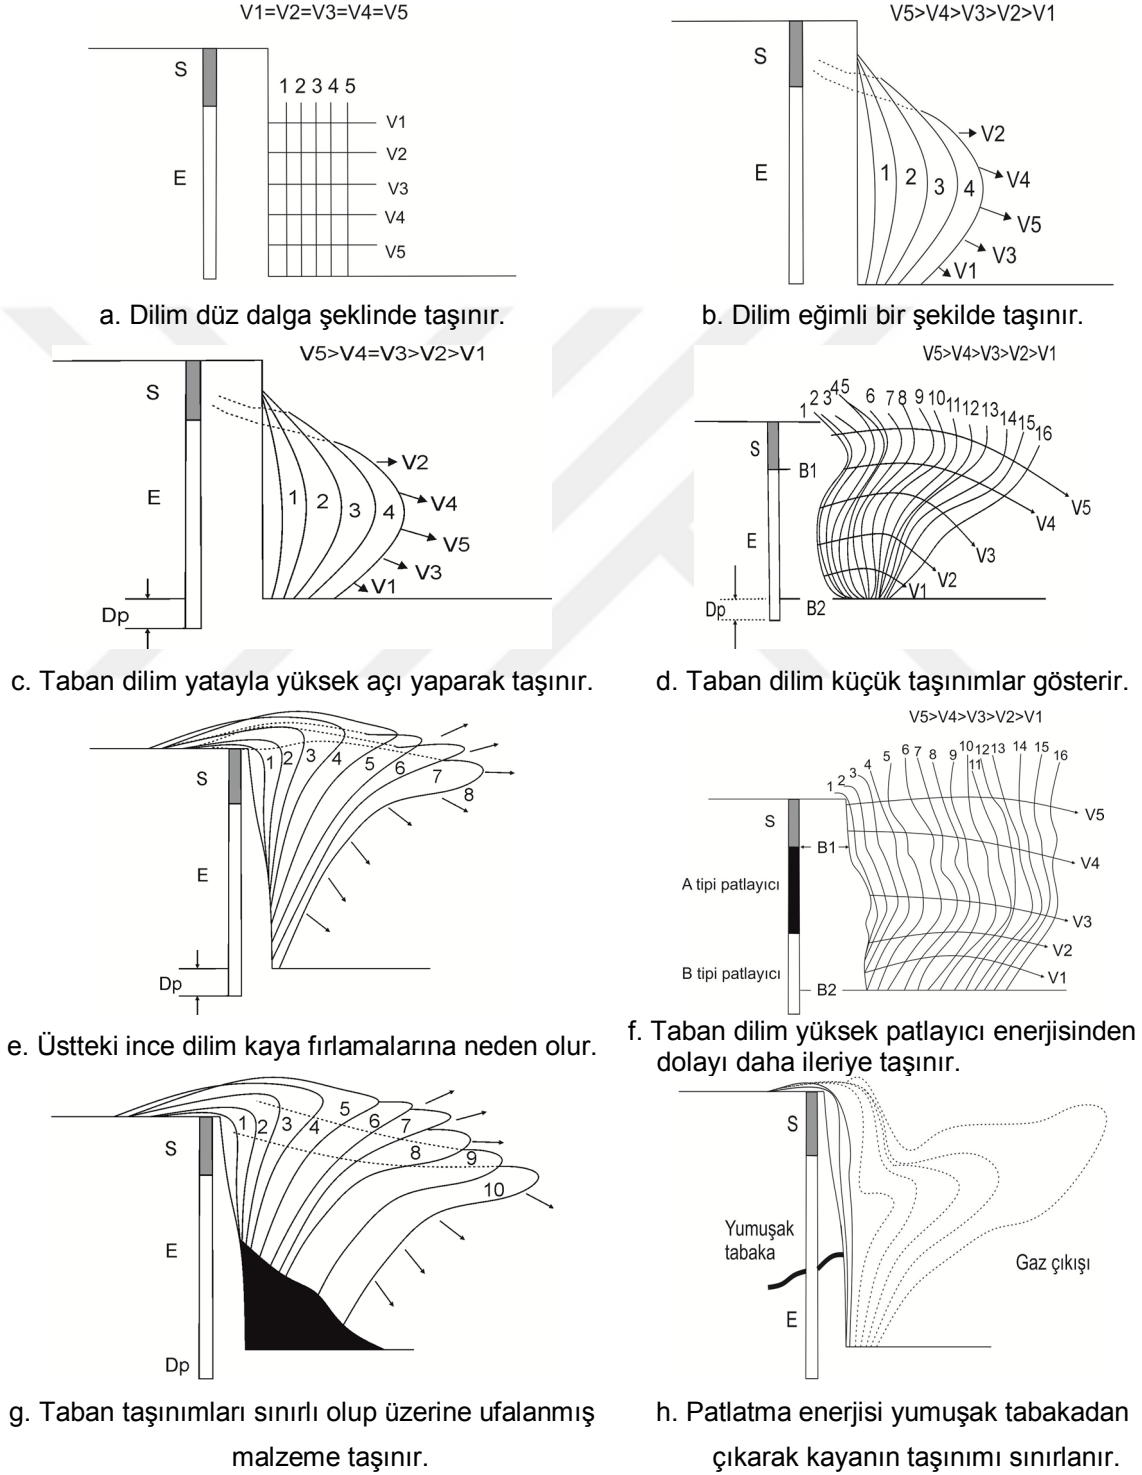 V1=V2=V3=V4=V5
S
E
1 2 3 4 5
V1
V2
V3
V4
V5
a. Dilim düz dalga şeklinde taşınır.
V5>V4>V3>V2>V1
S
E
1 2 3 4
V2
V4
V5
V3
V1
b. Dilim eğimli bir şekilde taşınır.
V5>V4=V3>V2>V1
S
E
Dp
1 2 3 4
V2
V4
V5
V3
V1
c. Taban dilim yatayla yüksek açı yaparak taşınır.
V5>V4>V3>V2>V1
1 2 3 4 5 6 7 8 9 10 11 12 13 14 15 16
S
B1
E
Dp
B2
V5
V4
V3
V2
V1
d. Taban dilim küçük taşınımlar gösterir.
S
E
Dp
1 2 3 4 5 6 7 8
e. Üstteki ince dilim kaya fırlamalarına neden olur.
V5>V4>V3>V2>V1
1 2 3 4 5 6 7 8 9 10 11 12 13 14 15 16
S
B1
A tipi patlayıcı
B tipi patlayıcı
B2
V5
V4
V3
V2
V1
f. Taban dilim yüksek patlayıcı enerjisinden
dolayı daha ileriye taşınır.
S
E
Dp
1 2 3 4 5 6 7 8 9 10
g. Taban taşınımları sınırlı olup üzerine ufalanmış
malzeme taşınır.
S
Yumuşak
tabaka
E
Gaz çıkışı
h. Patlatma enerjisi yumuşak tabakadan
çıkarak kayanın taşınımı sınırlanır.